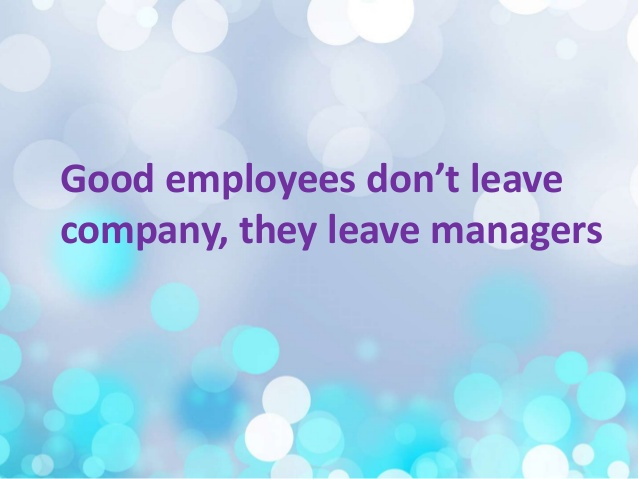 Good employees don’t leave
company, they leave managers